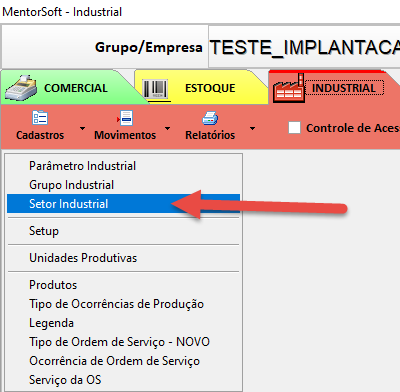 MentorSoft - Industrial
Grupo/Empresa TESTE_IMPLANTACA
COMERCIAL ESTOQUE INDUSTRIAL
Cadastros Movimentos Relatórios Controle de Aces
Parâmetro Industrial
Grupo Industrial
Setor Industrial
Setup
Unidades Produtivas
Produtos
Tipo de Ocorrências de Produção
Legenda
Tipo de Ordem de Serviço - NOVO
Ocorrência de Ordem de Serviço
Serviço da OS